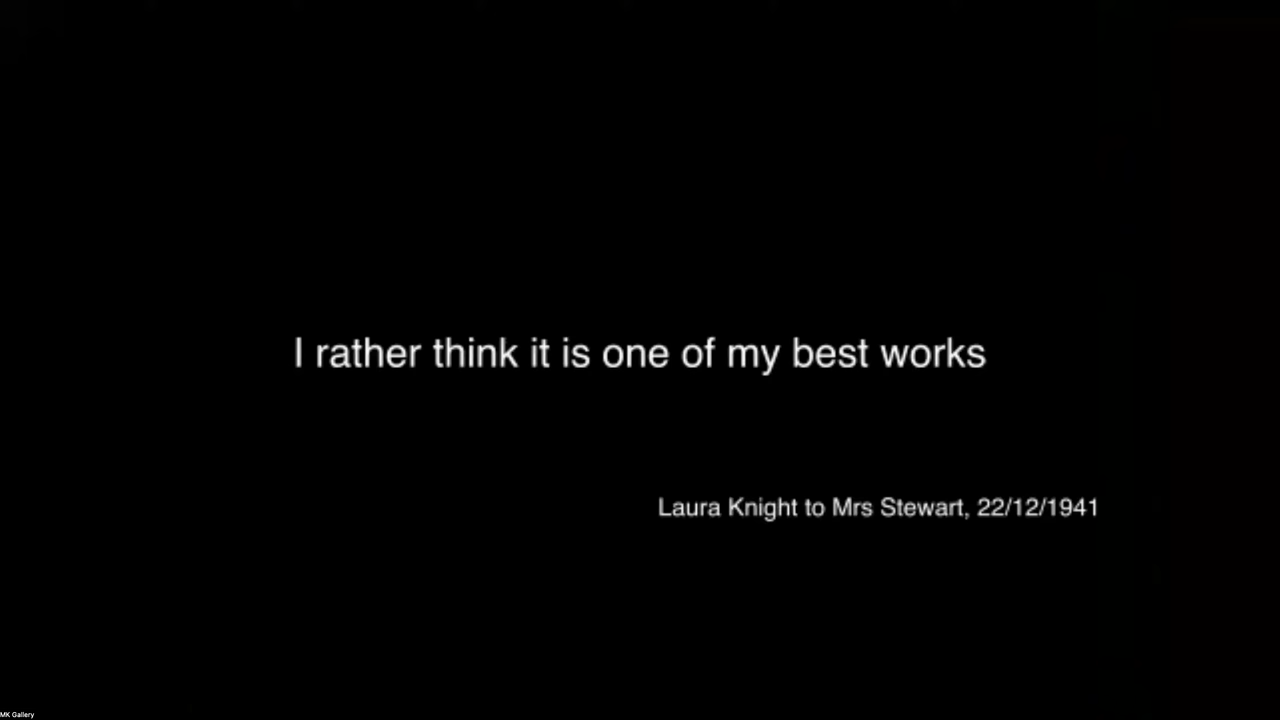 I rather think it is one of my best works
Laura Knight to Mrs Stewart, 22/12/1941
MK Gallery